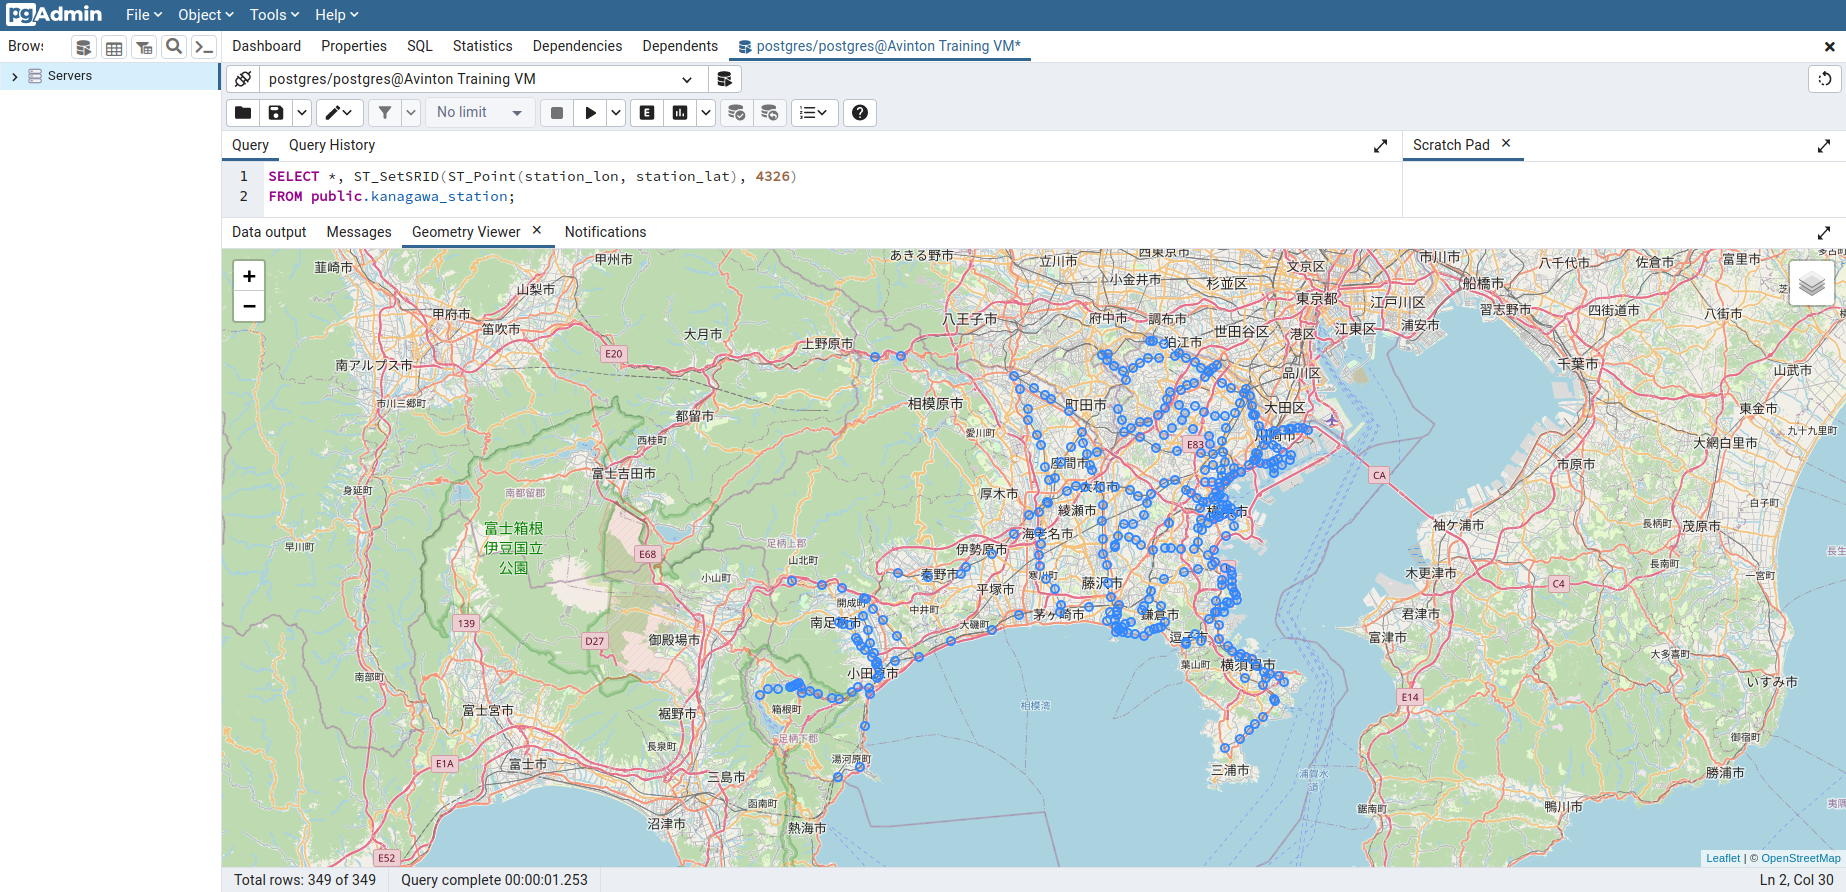 pgAdmin
File
Object
Tools
Help
Brows
Dashboard
Properties
SQL
Statistics
Dependencies
Dependents
postgres/postgres@Avinton Training VM*
Servers
postgres/postgres@Avinton Training VM
No limit
Query
Query History
Scratch Pad
1 SELECT *, ST_SetSRID(ST_Point(station_lon, station_lat), 4326)
2 FROM public.kanagawa_station;
Data output
Messages
Geometry Viewer
Notifications
+
−
韮崎市
甲州市
あきる野市
立川市
西東京市
文京区
市川市
八千代市
佐倉市
富里市
小金井市
杉並区
船橋市
山梨市
東京都
江戸川区
習志野市
四街道市
八街市
甲府市
笛吹市
大月市
八王子市
府中市
調布市
世田谷区
港区
江東区
浦安市
上野原市
狛江市
E20
南アルプス市
品川区
千葉市
山武市
市川三郷町
都留市
相模原市
町田市
大田区
東金市
西桂町
愛川町
E83
川崎市
大網白里市
九十九里町
富士吉田市
座間市
市原市
CA
身延町
南都留郡
厚木市
大和市
白子町
綾瀬市
横浜市
富士箱根
伊豆国立
公園
早川町
足柄上郡
海老名市
袖ケ浦市
長柄町
茂原市
E68
山北町
伊勢原市
長南町
小山町
秦野市
寒川町
藤沢市
木更津市
C4
一宮町
平塚市
開成町
中井町
茅ヶ崎市
鎌倉市
君津市
139
南足柄市
大磯町
逗子市
富津市
D27
御殿場市
葉山町
横須賀市
大多喜町
南部町
小田原市
いすみ市
相模湾
E14
富士宮市
裾野市
箱根町
足柄下郡
御宿町
長泉町
湯河原町
E1A
富士市
三島市
三浦市
浦賀水
道
勝浦市
函南町
鋸南町
鴨川市
沼津市
熱海市
E52
Leaflet | © OpenStreetMap
Total rows: 349 of 349
Query complete 00:00:01.253
Ln 2, Col 30